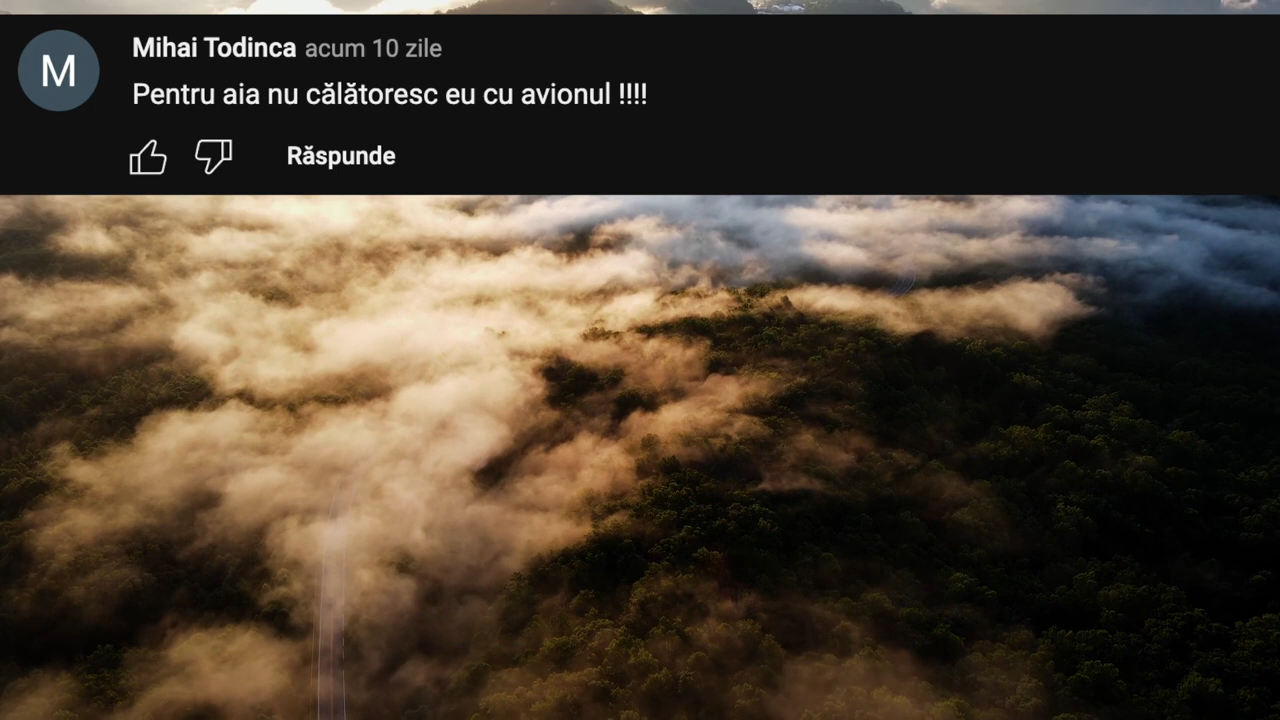 M
Mihai Todinca acum 10 zile
Pentru aia nu călătoresc eu cu avionul !!!!
Răspunde